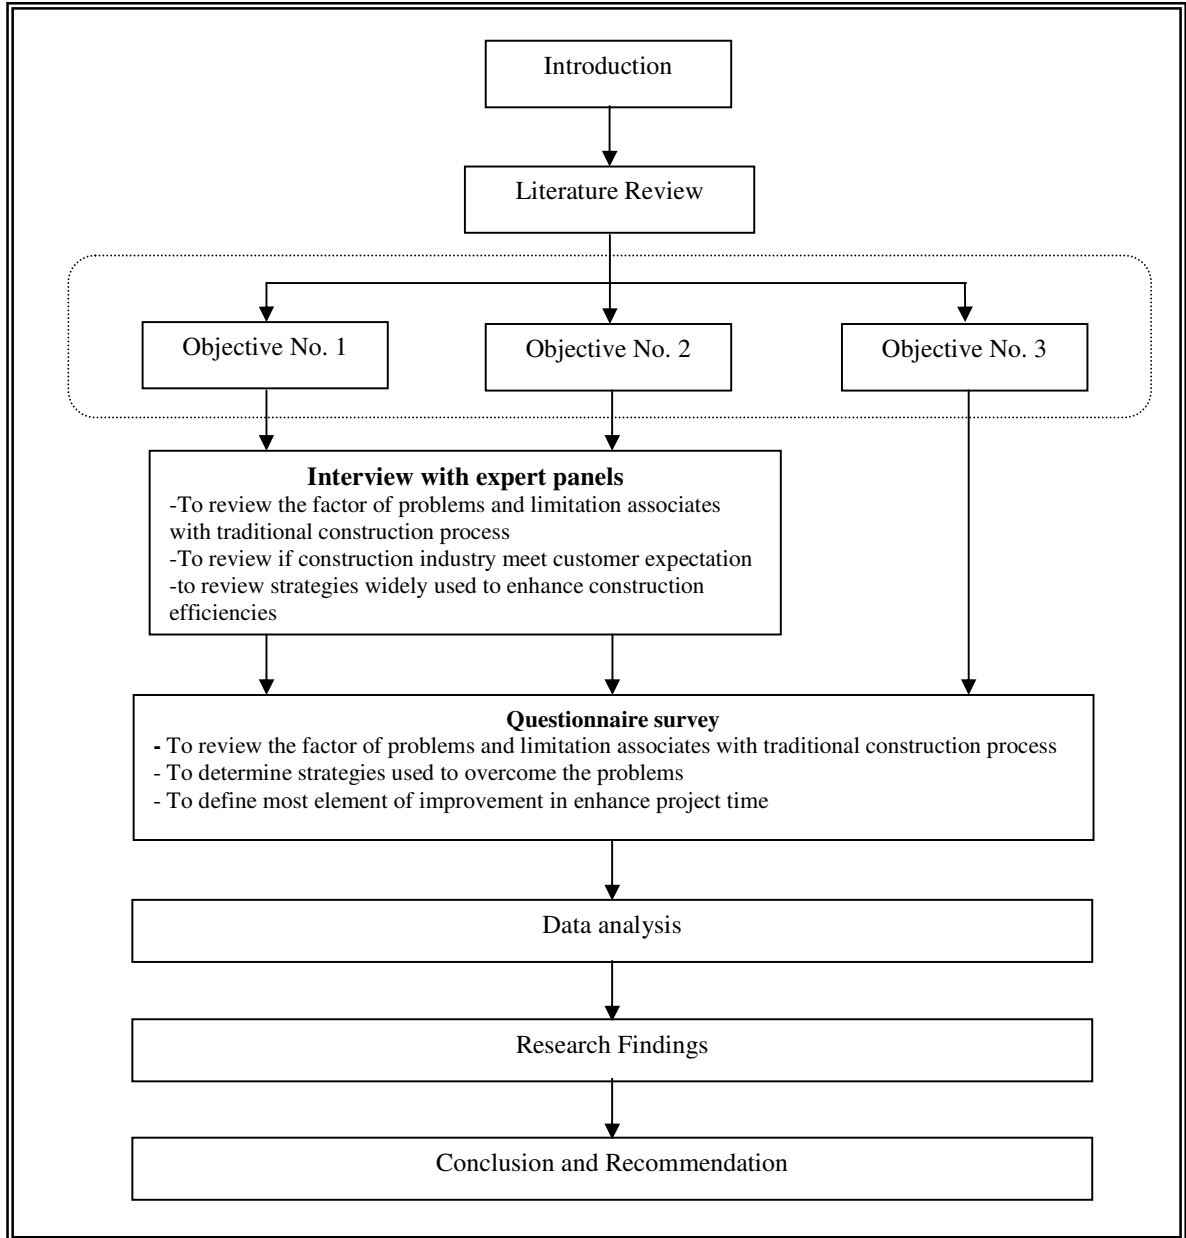 Introduction
Literature Review
Objective No. 1
Objective No. 2
Objective No. 3
Interview with expert panels
-To review the factor of problems and limitation associates
with traditional construction process
-To review if construction industry meet customer expectation
-to review strategies widely used to enhance construction
efficiencies
Questionnaire survey
- To review the factor of problems and limitation associates with traditional construction process
- To determine strategies used to overcome the problems
- To define most element of improvement in enhance project time
Data analysis
Research Findings
Conclusion and Recommendation